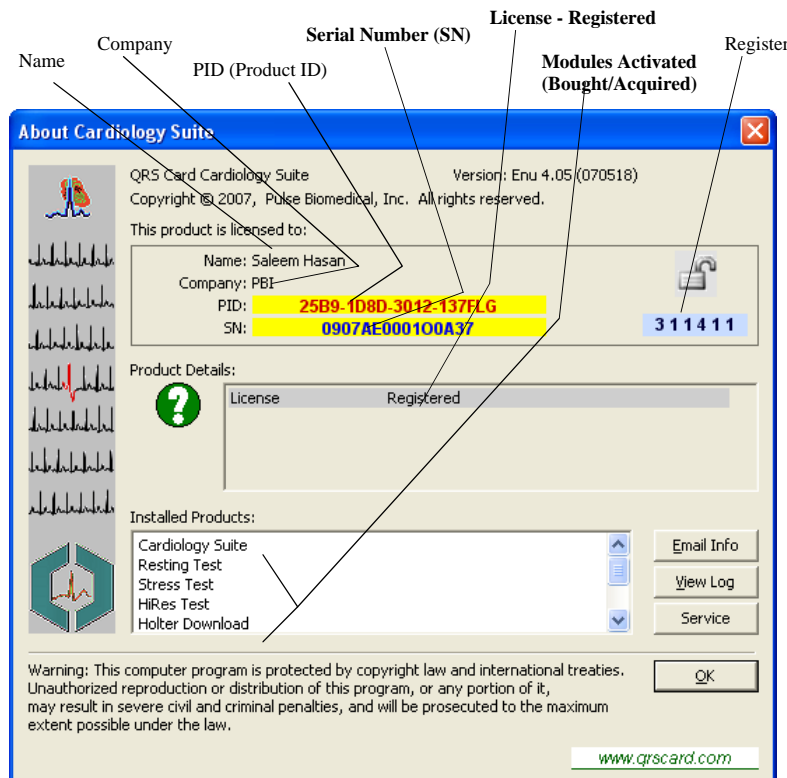 License - Registered
Serial Number (SN)
Company
Register
Name
PID (Product ID)
Modules Activated
(Bought/Acquired)
About Cardiology Suite
QRS Card Cardiology Suite Version: Enu 4.05 (070518)
Copyright © 2007, Pulse Biomedical, Inc. All rights reserved.
This product is licensed to:
Name: Saleem Hasan
Company: PBI
PID: 25B9-1D8D-3012-137FLG
SN: 0907AE0001O0A37
3 1 1 4 1 1
Product Details:
License Registered
Installed Products:
Cardiology Suite
Resting Test
Stress Test
HiRes Test
Holter Download
Email Info
View Log
Service
Warning: This computer program is protected by copyright law and international treaties.
Unauthorized reproduction or distribution of this program, or any portion of it,
may result in severe civil and criminal penalties, and will be prosecuted to the maximum
extent possible under the law.
OK
www.qrscard.com